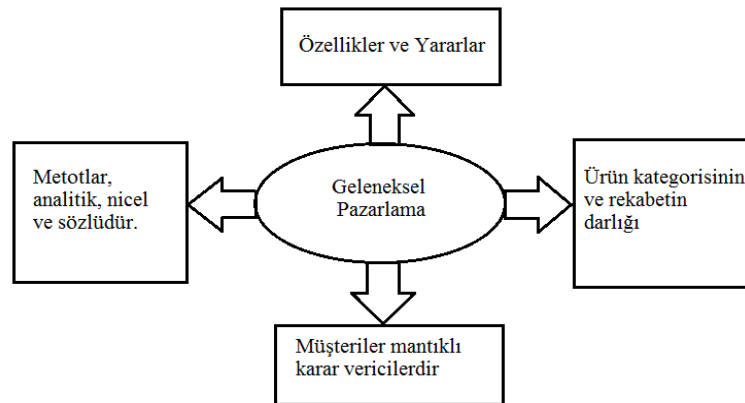 Özellikler ve Yararlar
Metotlar,
analitik, nicel
ve sözlüdür.
Geleneksel
Pazarlama
Ürün kategorisinin
ve rekabetin
darlığı
Müşteriler mantıklı
karar vericilerdir